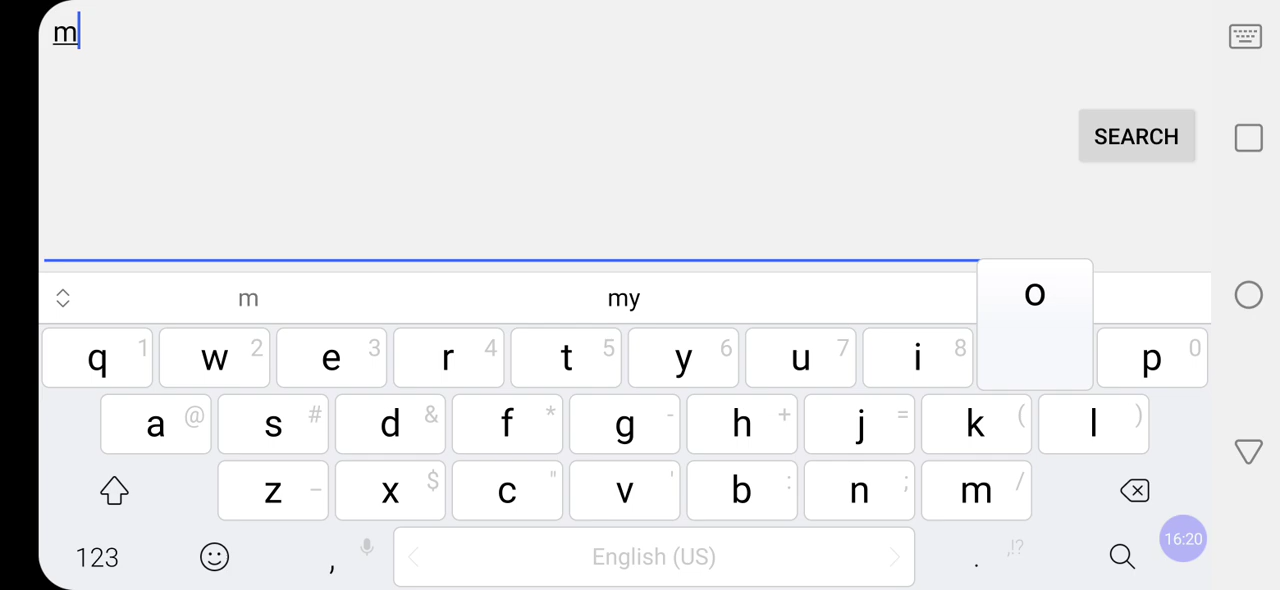 m
SEARCH
m my
o
q 1 w 2 e 3 r 4 t 5 y 6 u 7 i 8 p 0
a @ s # d & f * g - h + j = k ( l )
z – x $ c " v ' b : n ; m /
123 , English (US) . ,!? 16:20